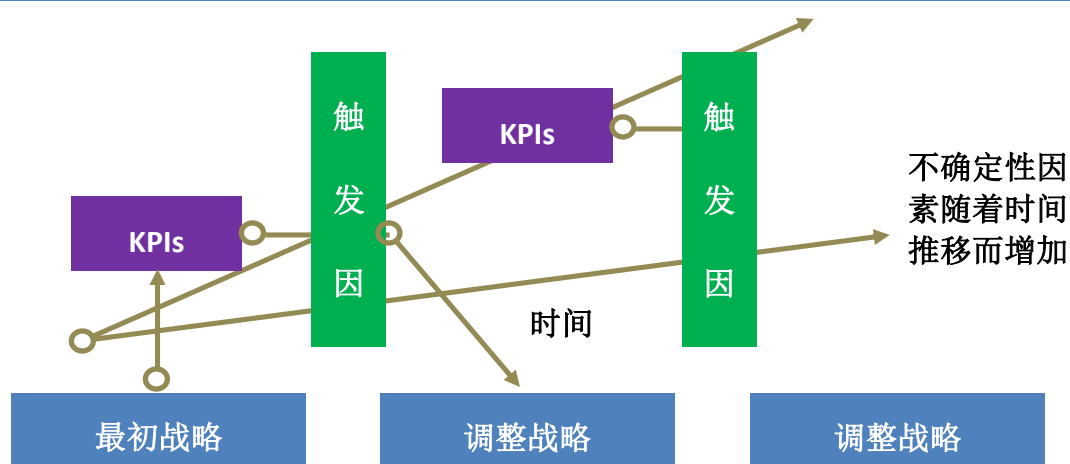 KPIs
触
发
因
KPIs
触
发
因
不确定性因
素随着时间
推移而增加
时间
最初战略
调整战略
调整战略